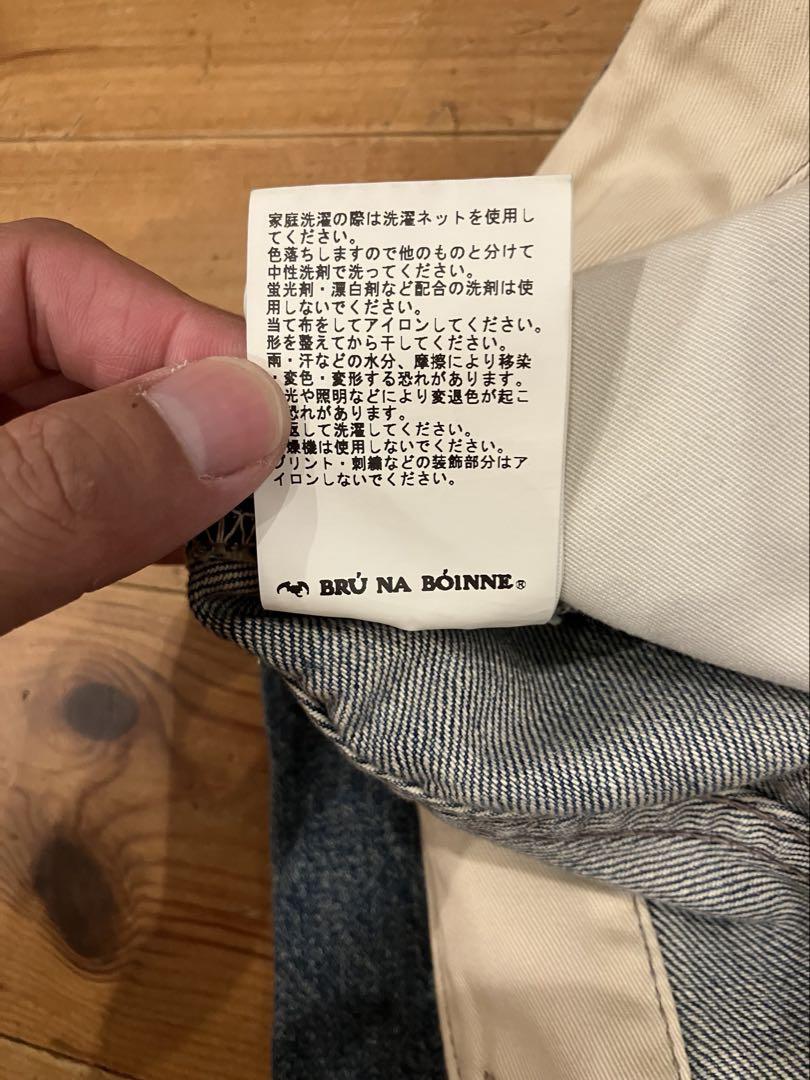 家庭洗濯の際は洗濯ネットを使用し
てください。
色落ちしますので他のものと分けて
中性洗剤で洗ってください。
蛍光剤・漂白剤など配合の洗剤は使
用しないでください。
当て布をしてアイロンしてください。
形を整えてから干してください。
雨・汗などの水分、摩擦により移染
・変色・変形する恐れがあります。
光や照明などにより変退色が起こ
恐れがあります。
返して洗濯してください。
燥機は使用しないでください。
プリント・刺繍などの装飾部分はア
イロンしないでください。
BRÚ NA BÓINNE®